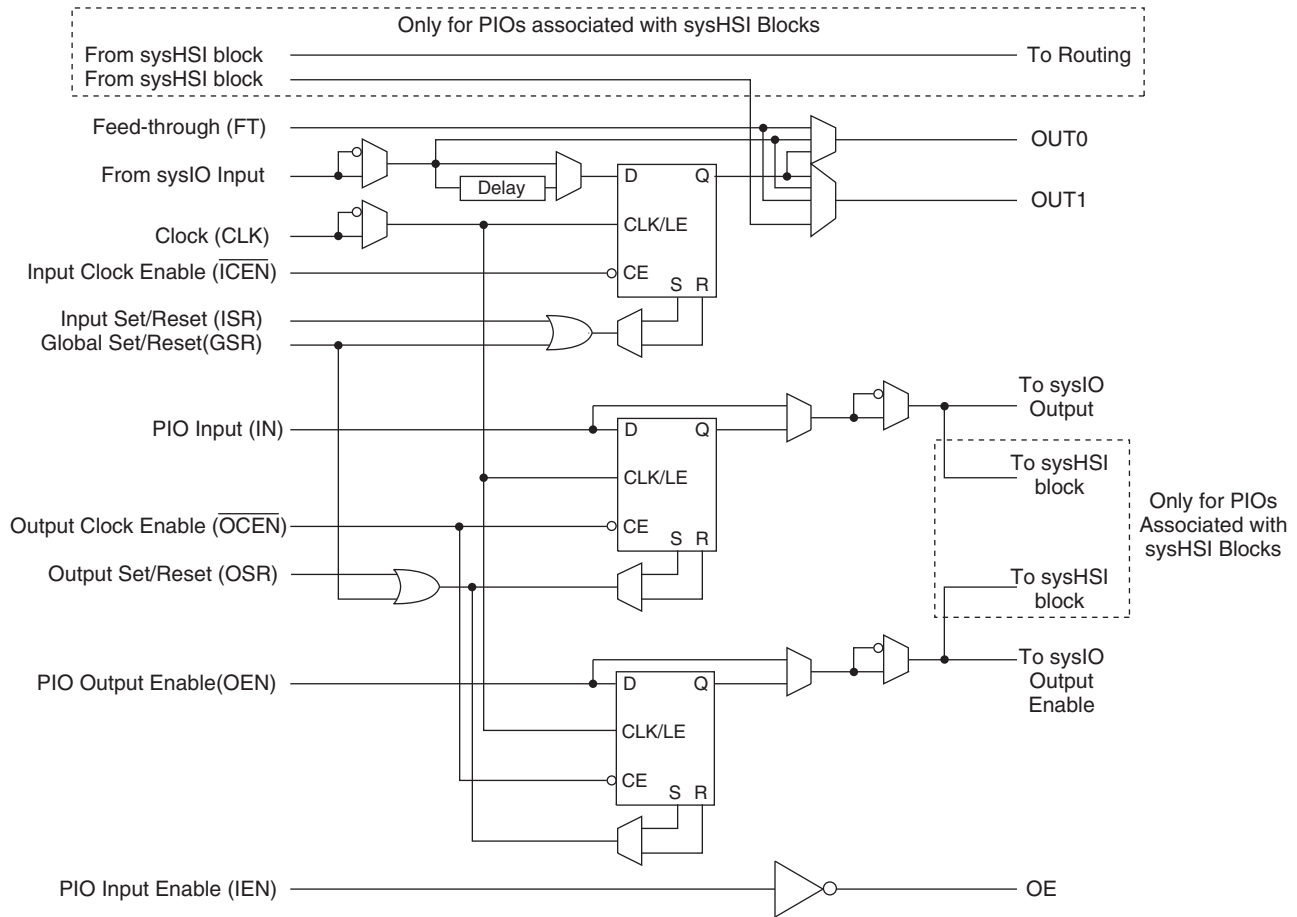 Only for PIOs associated with sysHSI Blocks
From sysHSI block
To Routing
From sysHSI block
Feed-through (FT)
OUT0
From sysIO Input
Delay
D
Q
OUT1
Clock (CLK)
CLK/LE
Input Clock Enable (ICEN)
CE
S R
Input Set/Reset (ISR)
Global Set/Reset(GSR)
To sysIO
Output
PIO Input (IN)
D
Q
To sysHSI
block
CLK/LE
Only for PIOs
Associated with
sysHSI Blocks
Output Clock Enable (OCEN)
CE
S R
Output Set/Reset (OSR)
To sysHSI
block
PIO Output Enable(OEN)
D
Q
To sysIO
Output
Enable
CLK/LE
CE
S R
PIO Input Enable (IEN)
OE